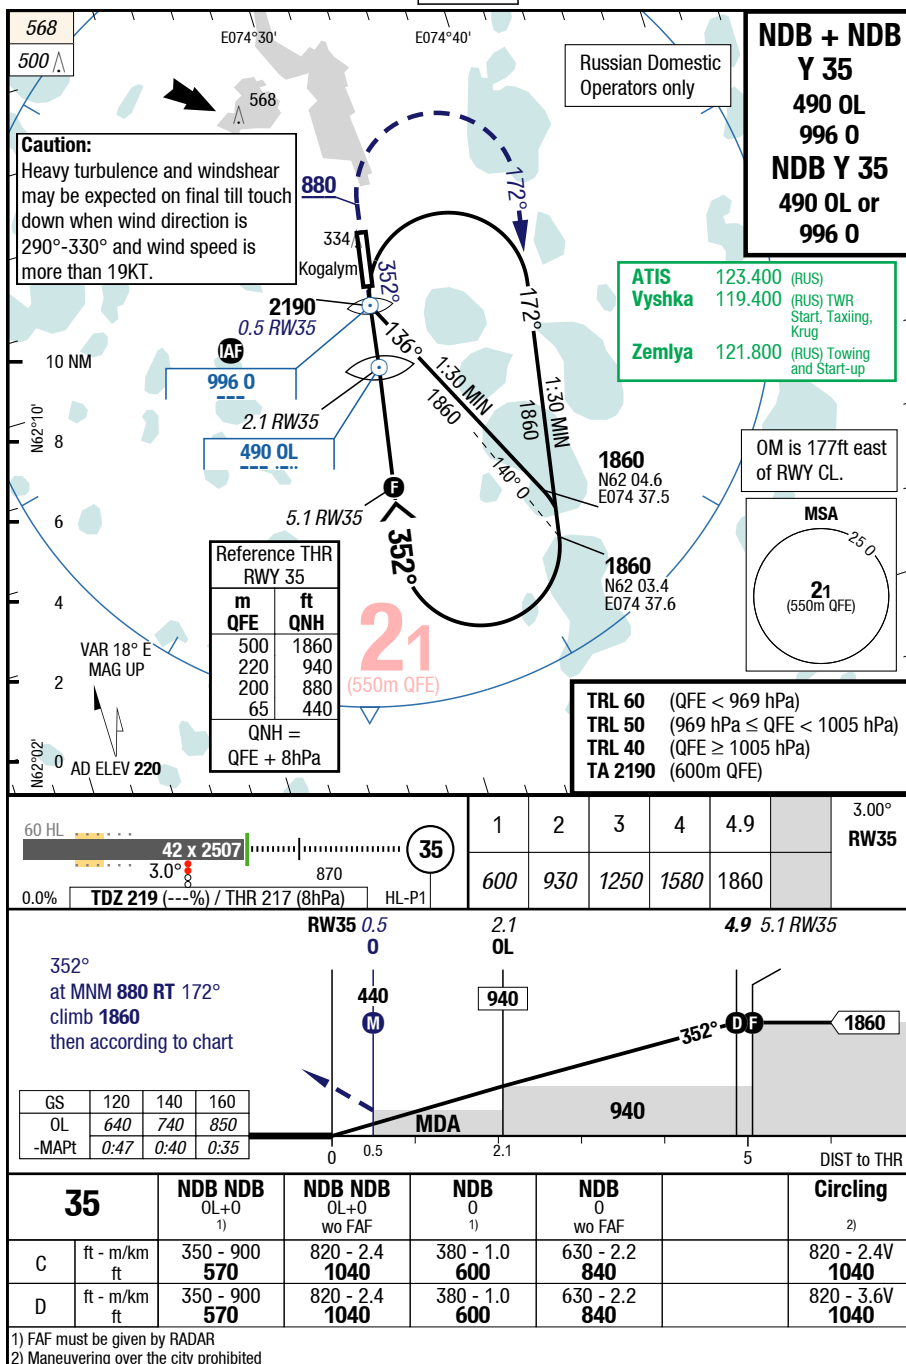 568
500
E074°30'
E074°40'
568
Russian Domestic
Operators only
NDB + NDB
Y 35
490 OL
996 O
NDB Y 35
490 OL or
996 O
Caution:
Heavy turbulence and windshear
may be expected on final till touch
down when wind direction is
290°-330° and wind speed is
more than 19KT.
880
172°
334
Kogalym
352°
ATIS 123.400 (RUS)
Vyshka 119.400 (RUS) TWR
Start, Taxiing,
Krug
Zemlya 121.800 (RUS) Towing
and Start-up
2190
0.5 RW35
IAF
996 O
172°
136°
1:30 MIN
1860
1:30 MIN
1860
10 NM
N62°10'
8
6
4
2
0
N62°02'
2.1 RW35
490 OL
140° O
1860
N62 04.6
E074 37.5
OM is 177ft east
of RWY CL.
F
5.1 RW35
352°
1860
N62 03.4
E074 37.6
MSA
25 O
21
(550m QFE)
Reference THR
RWY 35
m ft
QFE QNH
500 1860
220 940
200 880
65 440
QNH =
QFE + 8hPa
21
(550m QFE)
VAR 18° E
MAG UP
AD ELEV 220
TRL 60 (QFE < 969 hPa)
TRL 50 (969 hPa ≤ QFE < 1005 hPa)
TRL 40 (QFE ≥ 1005 hPa)
TA 2190 (600m QFE)
60 HL
42 x 2507
35
3.0°
870
0.0%
TDZ 219 (---%) / THR 217 (8hPa)
HL-P1
1 2 3 4 4.9 3.00°
RW35
600 930 1250 1580 1860
RW35 0.5 2.1 4.9 5.1 RW35
O OL
352°
at MNM 880 RT 172°
climb 1860
then according to chart
440
940
M
352°
D F
1860
MDA
940
GS 120 140 160
OL 640 740 850
-MAPt 0:47 0:40 0:35
0 0.5 2.1 5 DIST to THR
35 NDB NDB NDB NDB NDB NDB Circling
OL+O OL+O O O
1) wo FAF 1) wo FAF 2)
C ft - m/km 350 - 900 820 - 2.4 380 - 1.0 630 - 2.2 820 - 2.4V
ft 570 1040 600 840 1040
D ft - m/km 350 - 900 820 - 2.4 380 - 1.0 630 - 2.2 820 - 3.6V
ft 570 1040 600 840 1040
1) FAF must be given by RADAR
2) Maneuvering over the city prohibited